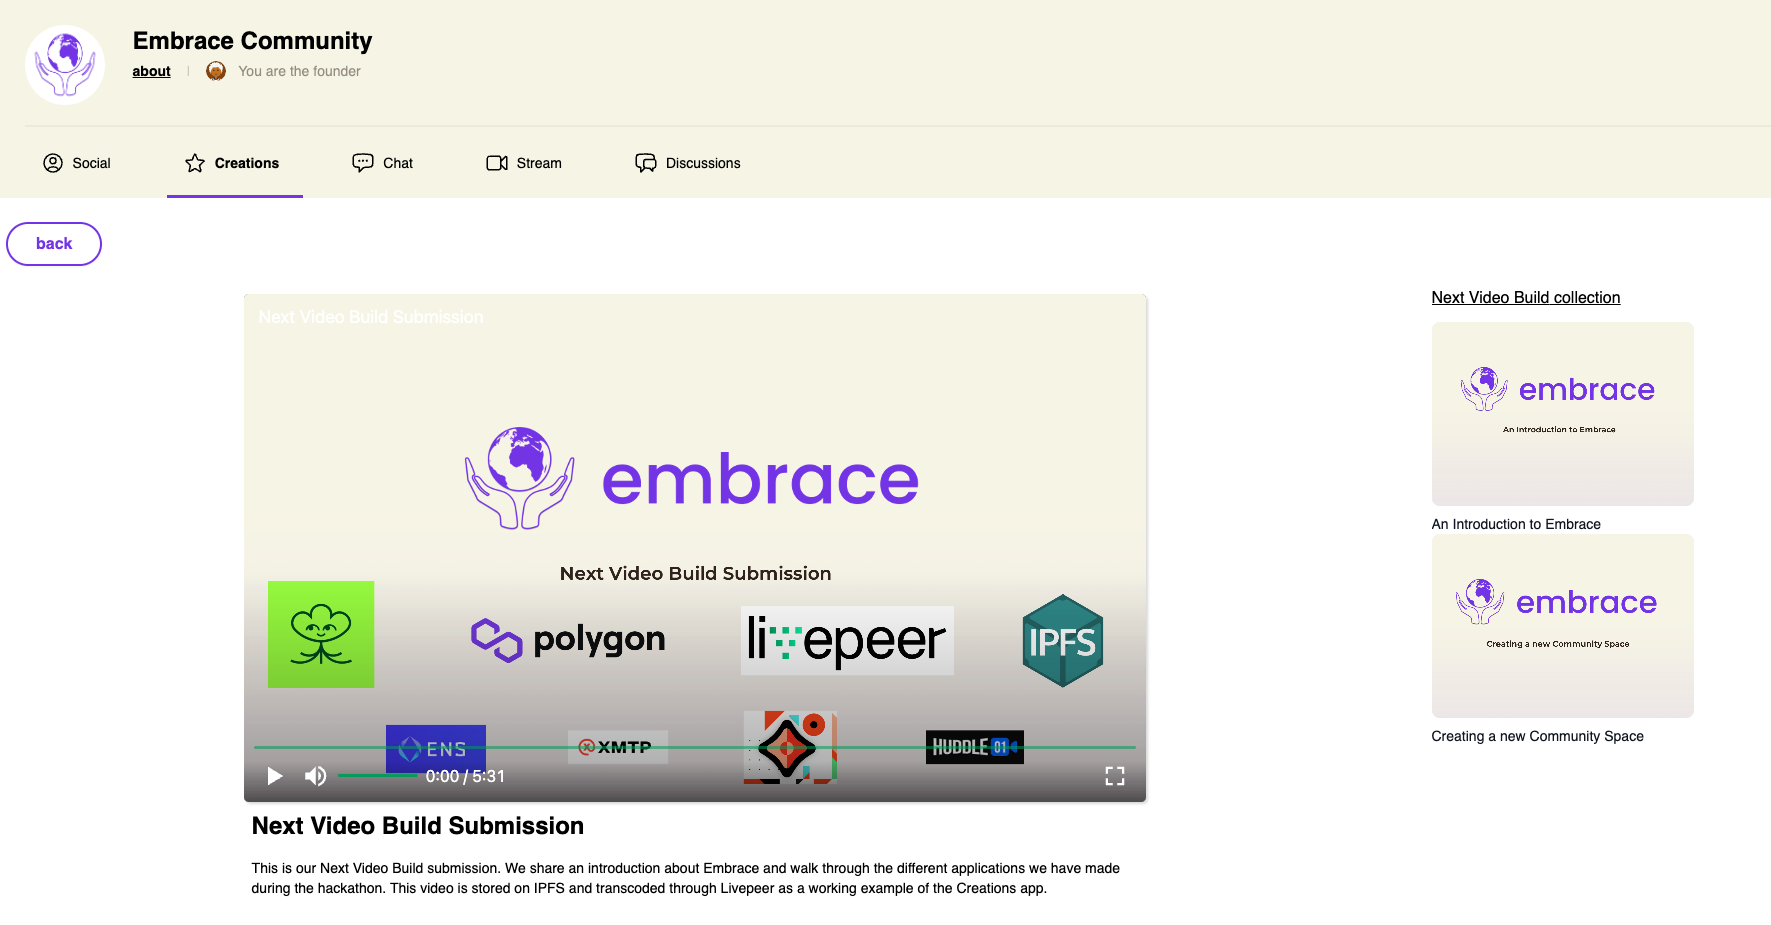 Embrace Community
about
You are the founder
Social
Creations
Chat
Stream
Discussions
back
Next Video Build Submission
embrace
Next Video Build Submission
polygon
livepeer
IPFS
ENS
XMTP
HUDDLE 01
0:00 / 5:31
Next Video Build Submission
This is our Next Video Build submission. We share an introduction about Embrace and walk through the different applications we have made
during the hackathon. This video is stored on IPFS and transcoded through Livepeer as a working example of the Creations app.
Next Video Build collection
embrace
An Introduction to Embrace
An Introduction to Embrace
embrace
Creating a new Community Space
Creating a new Community Space